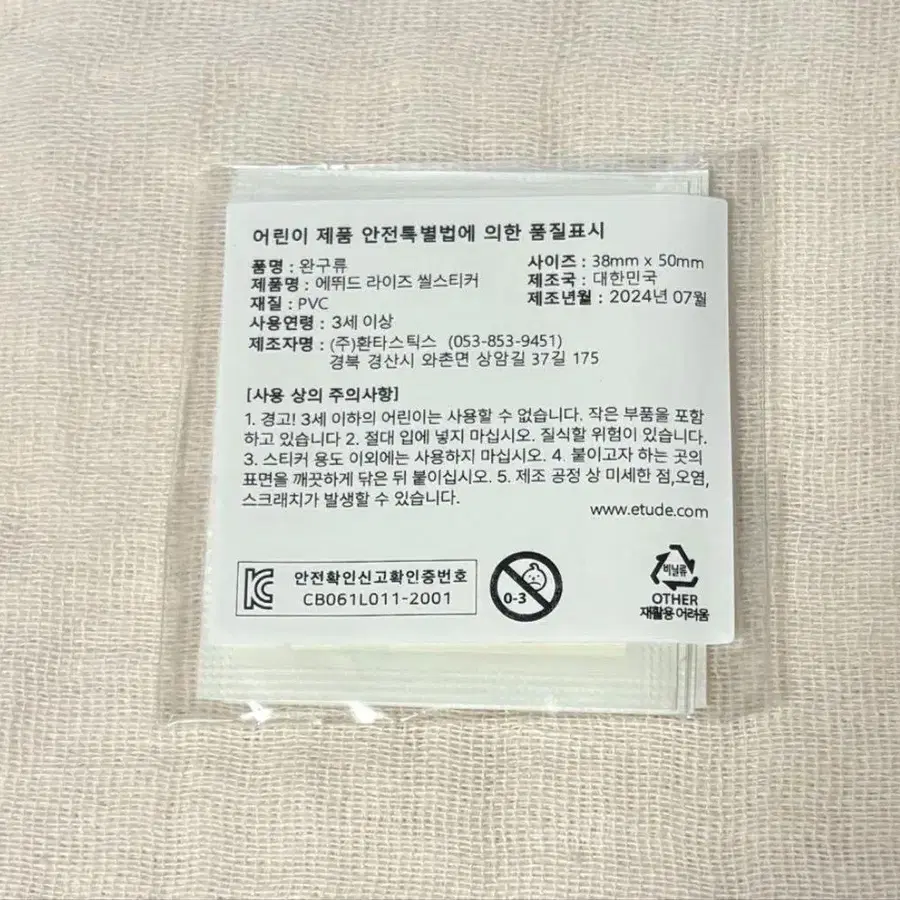 어린이 제품 안전특별법에 의한 품질표시
품명 : 완구류
제품명 : 에뛰드 라이즈 씰스티커
재질 : PVC
사용연령 : 3세 이상
사이즈 : 38mm x 50mm
제조국 : 대한민국
제조년월 : 2024년 07월
제조자명 : (주)환타스틱스 (053-853-9451)
경북 경산시 와촌면 상암길 37길 175
[사용 상의 주의사항]
1. 경고! 3세 이하의 어린이는 사용할 수 없습니다. 작은 부품을 포함
하고 있습니다 2. 절대 입에 넣지 마십시오. 질식할 위험이 있습니다.
3. 스티커 용도 이외에는 사용하지 마십시오. 4. 붙이고자 하는 곳의
표면을 깨끗하게 닦은 뒤 붙이십시오. 5. 제조 공정 상 미세한 점,오염,
스크래치가 발생할 수 있습니다.
www.etude.com
안전확인신고확인증번호
CB061L011-2001
0-3
비닐류
OTHER
재활용 어려움